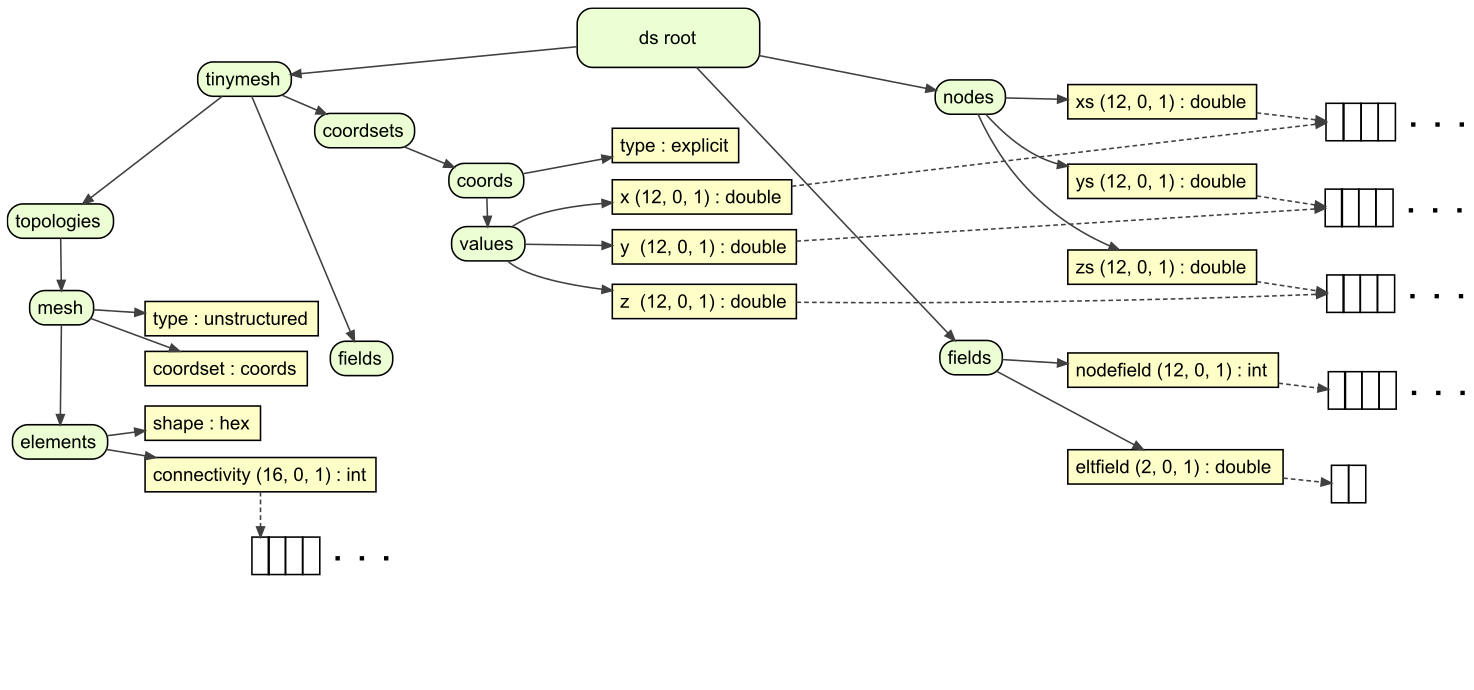 ds root
tinymesh
nodes
xs (12, 0, 1) : double
coordsets
type : explicit
coords
ys (12, 0, 1) : double
x (12, 0, 1) : double
topologies
values
y  (12, 0, 1) : double
zs (12, 0, 1) : double
z  (12, 0, 1) : double
mesh
type : unstructured
fields
fields
coordset : coords
nodefield (12, 0, 1) : int
shape : hex
elements
eltfield (2, 0, 1) : double
connectivity (16, 0, 1) : int